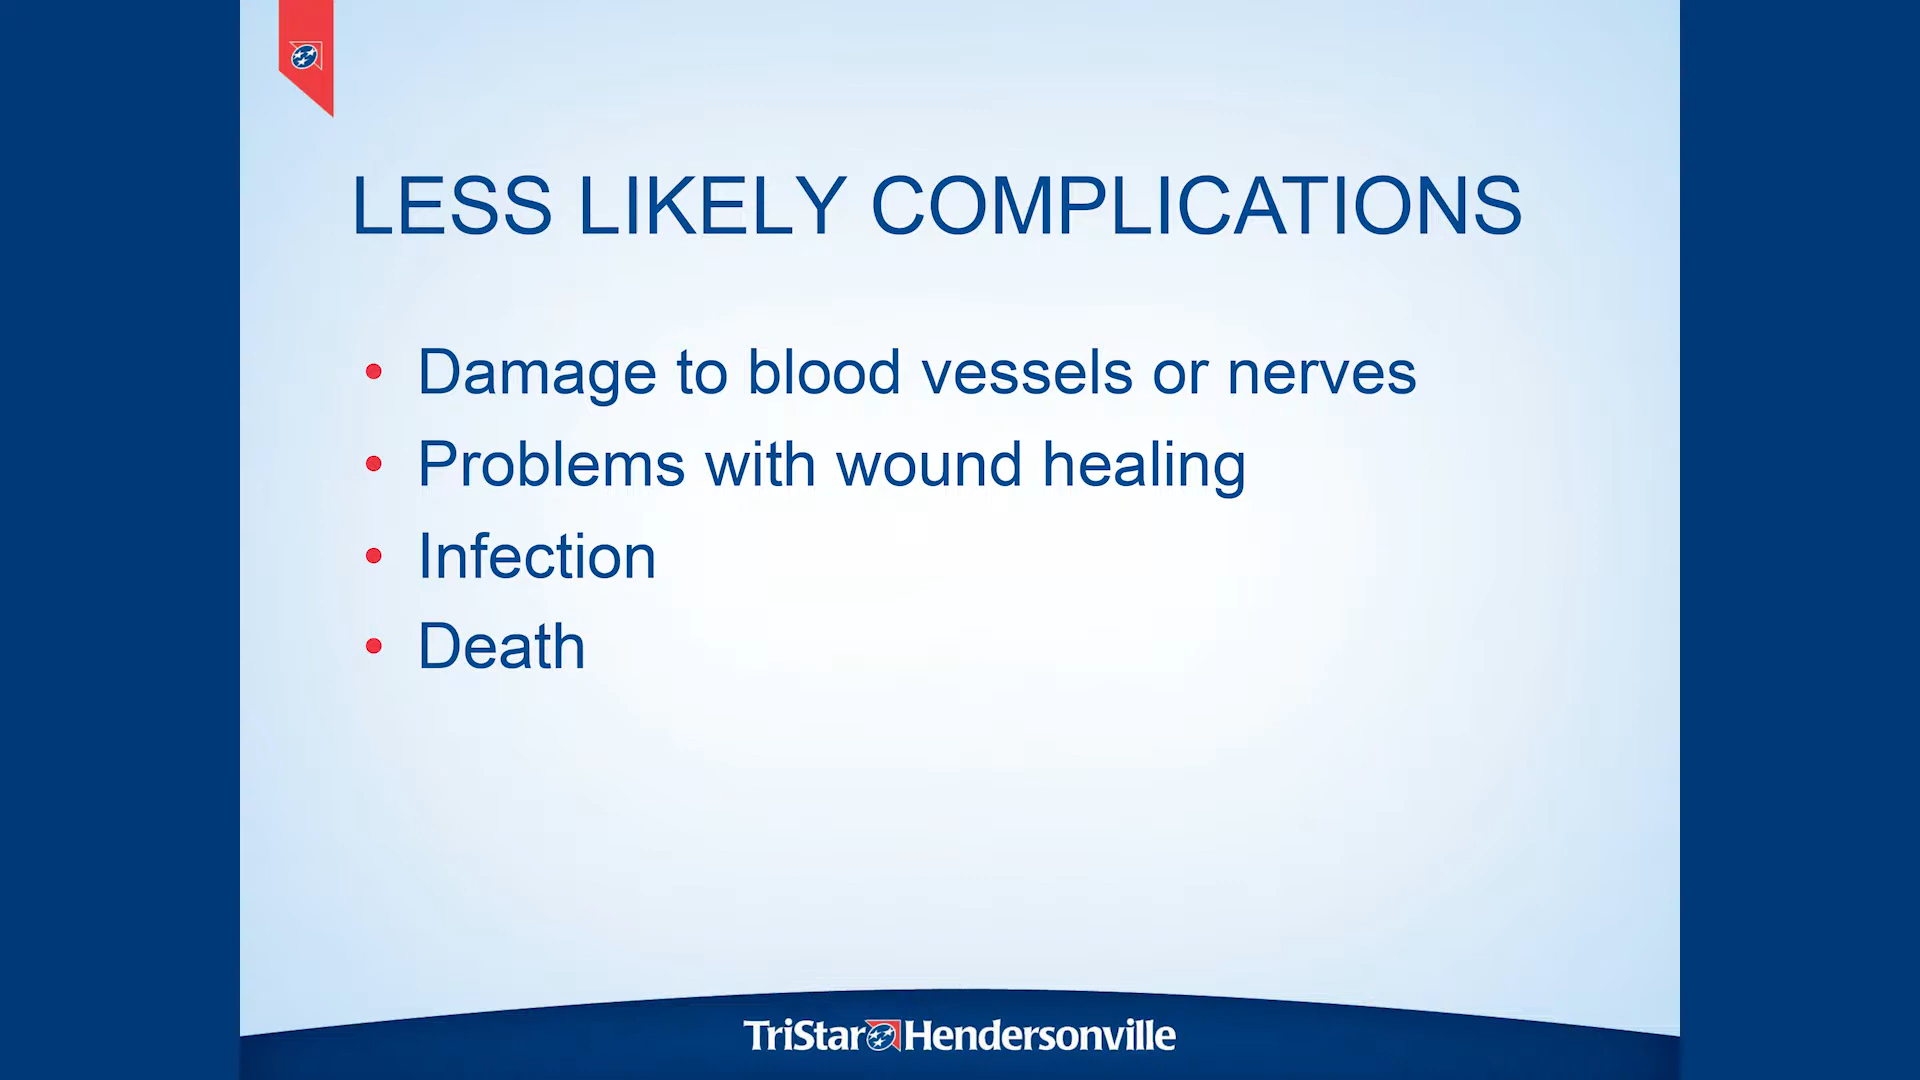 LESS LIKELY COMPLICATIONS
• Damage to blood vessels or nerves
• Problems with wound healing
• Infection
• Death
TriStar Hendersonville